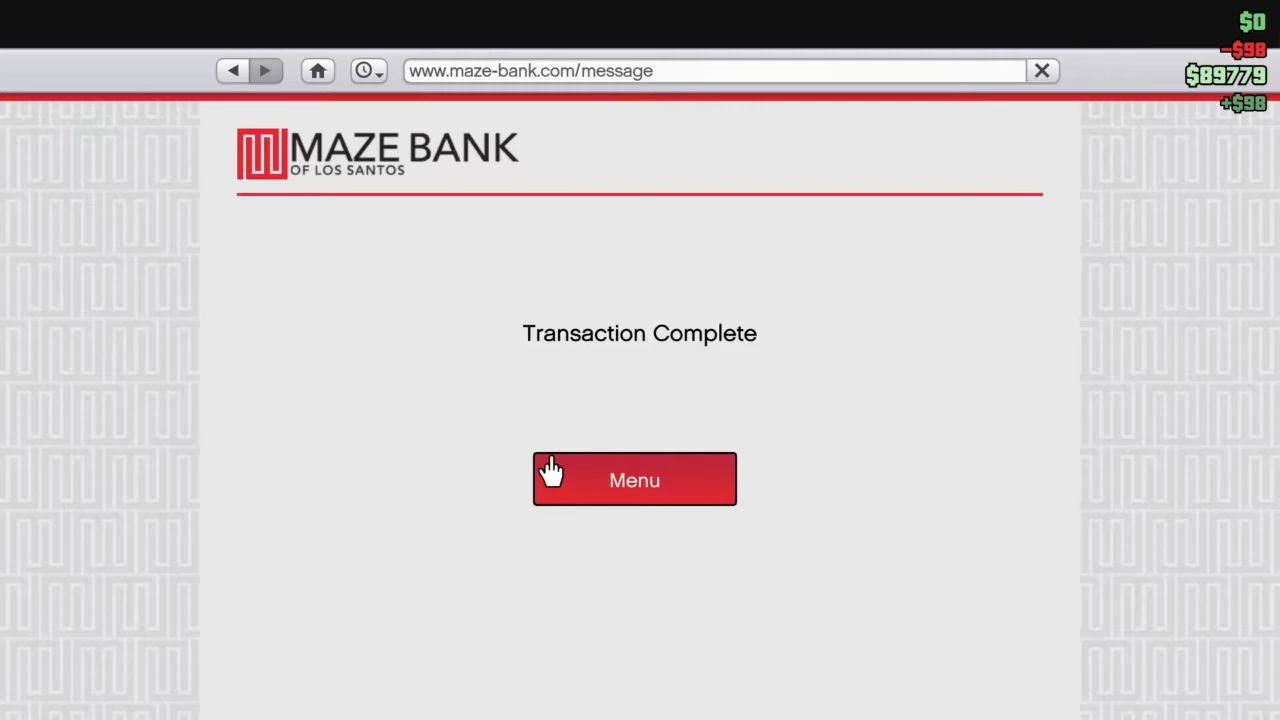 $0
-$98
www.maze-bank.com/message
$89779
+$98
MAZE BANK
OF LOS SANTOS
Transaction Complete
Menu